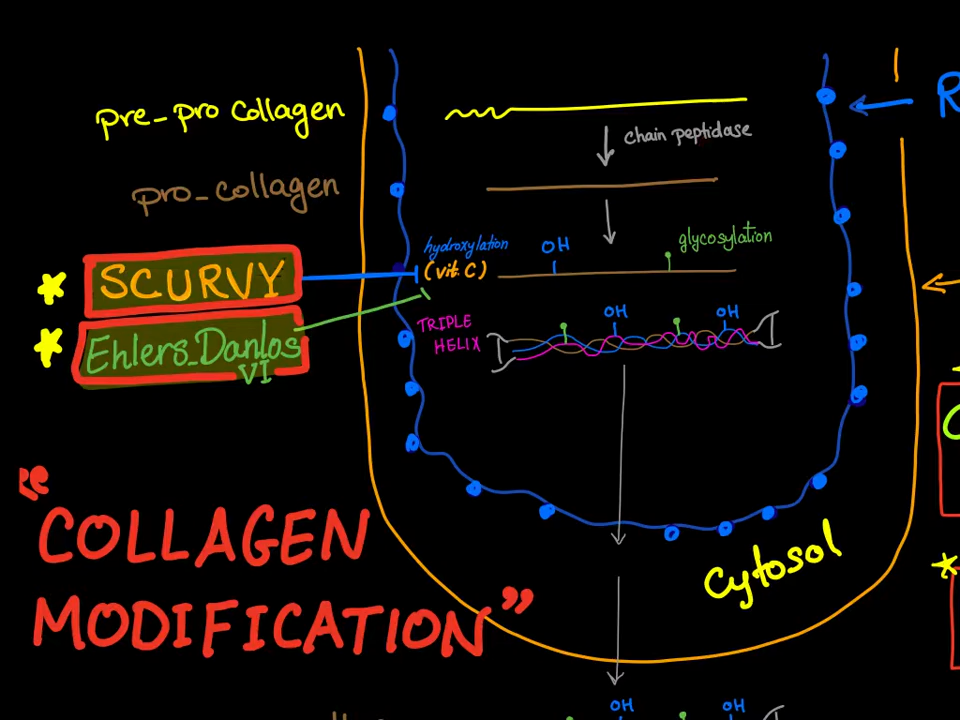 pre-pro collagen
chain peptidase
R
pro-collagen
hydroxylation
OH
glycosylation
SCURVY
(vit. C)
Ehlers-Danlos
VI
TRIPLE
HELIX
OH
OH
"COLLAGEN
MODIFICATION"
Cytosol
OH
OH